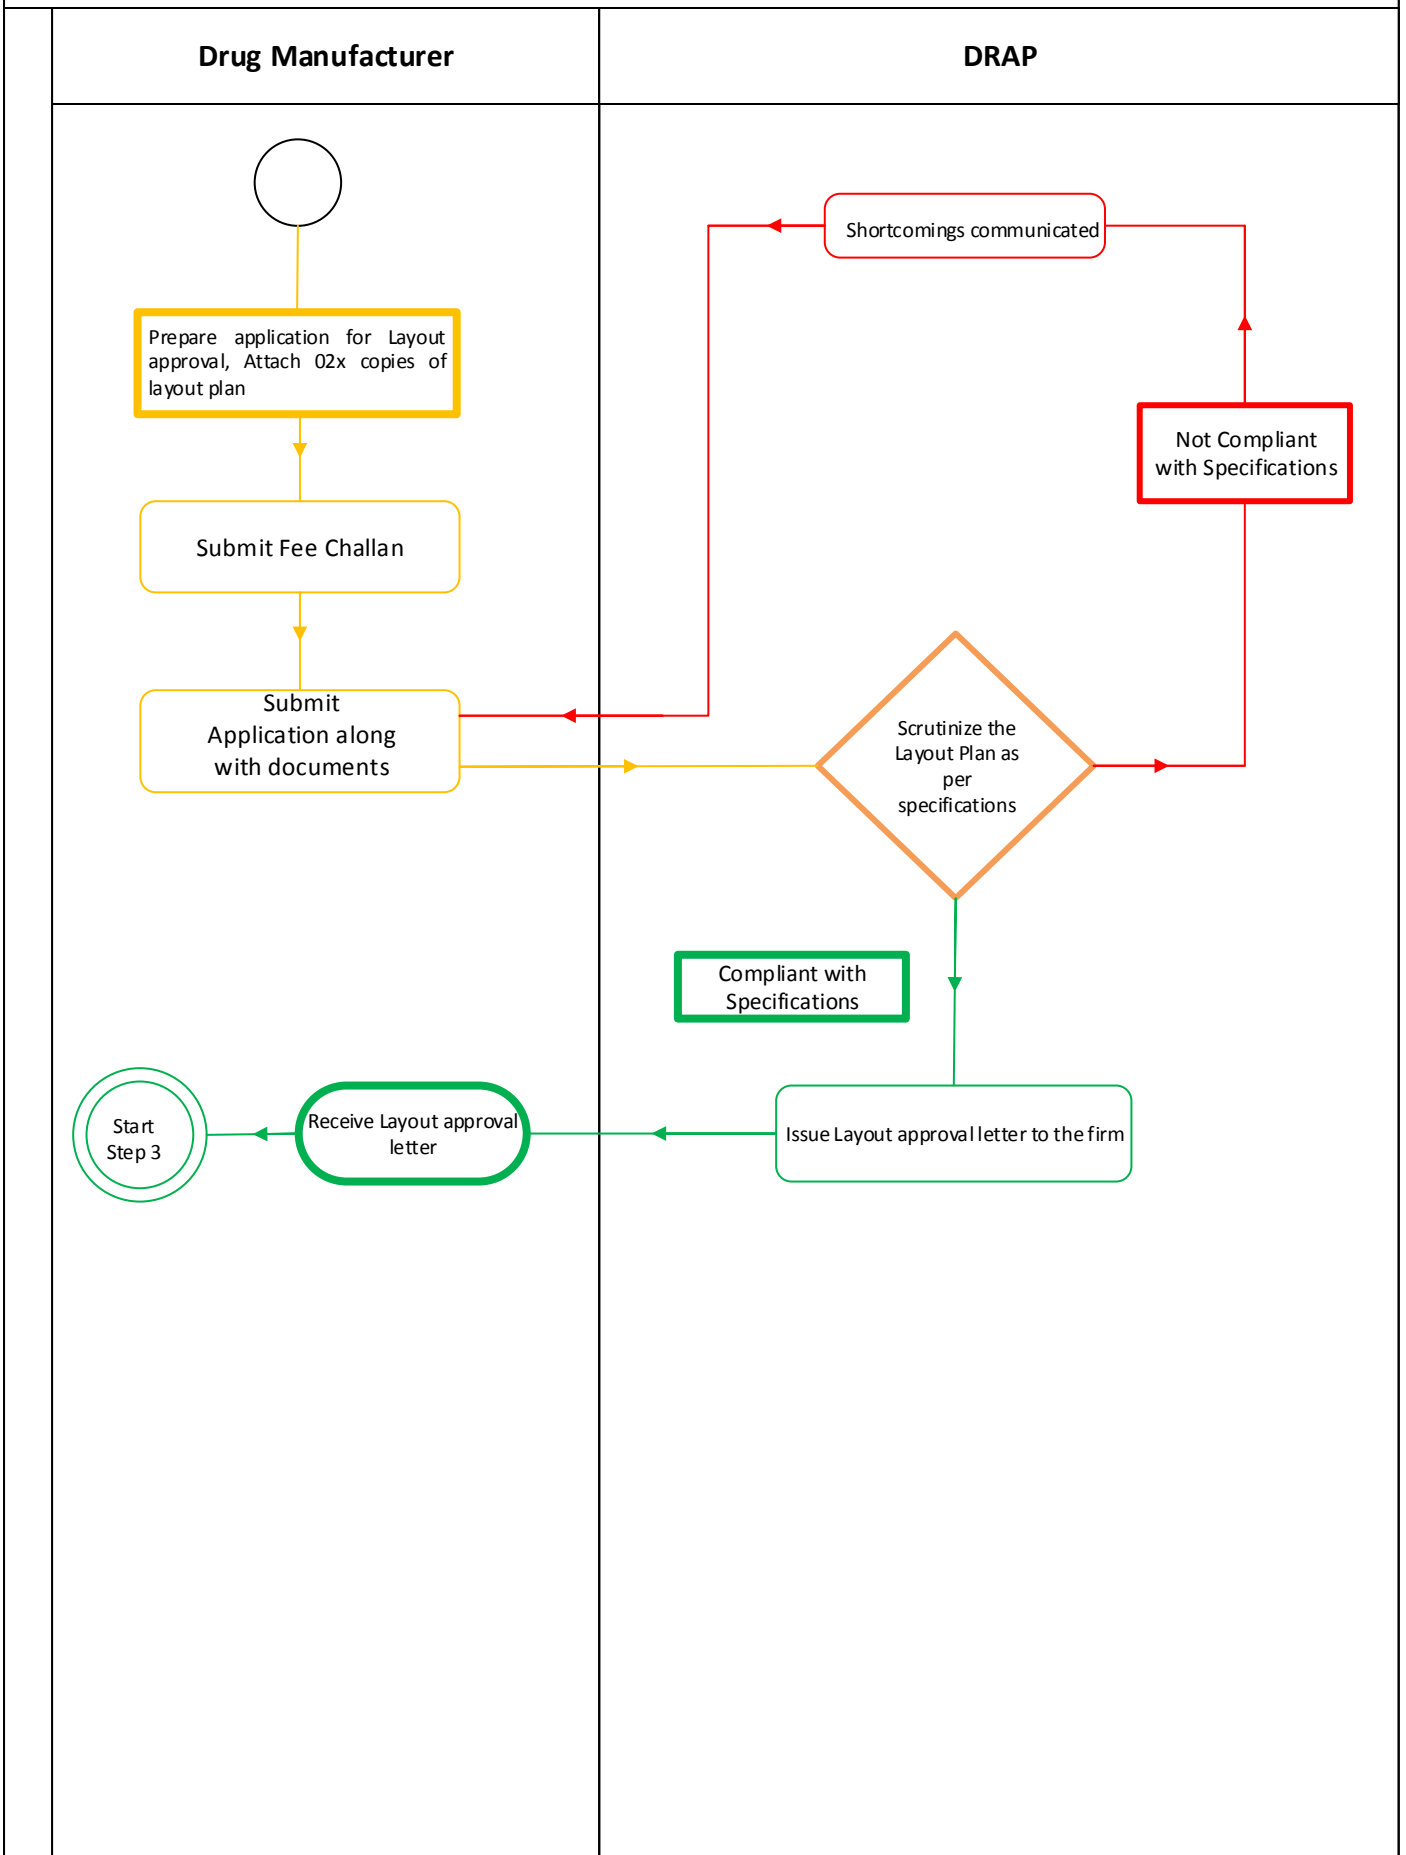 Drug Manufacturer
DRAP
Shortcomings communicated
Prepare application for Layout
approval, Attach 02x copies of
layout plan
Not Compliant
with Specifications
Submit Fee Challan
Submit
Application along
with documents
Scrutinize the
Layout Plan as
per
specifications
Compliant with
Specifications
Start
Step 3
Receive Layout approval
letter
Issue Layout approval letter to the firm